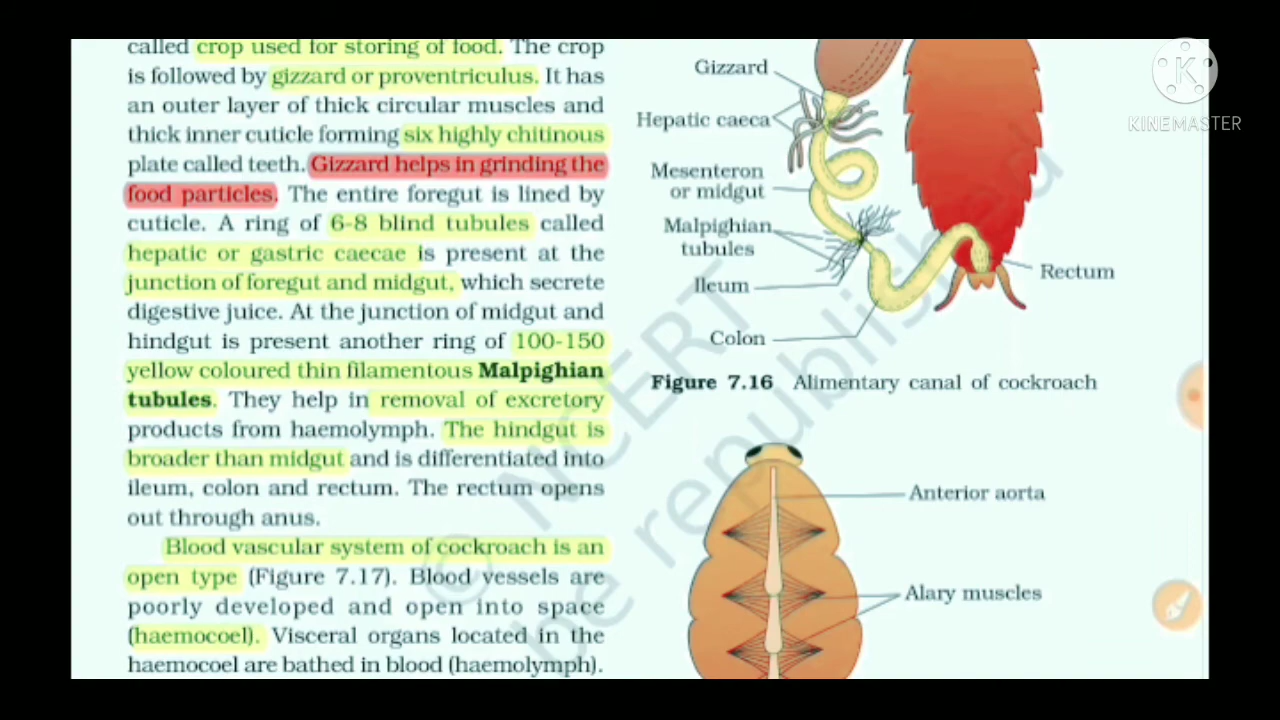 called crop used for storing of food. The crop
is followed by gizzard or proventriculus. It has
an outer layer of thick circular muscles and
thick inner cuticle forming six highly chitinous
plate called teeth. Gizzard helps in grinding the
food particles. The entire foregut is lined by
cuticle. A ring of 6-8 blind tubules called
hepatic or gastric caecae is present at the
junction of foregut and midgut, which secrete
digestive juice. At the junction of midgut and
hindgut is present another ring of 100-150
yellow coloured thin filamentous Malpighian
tubules. They help in removal of excretory
products from haemolymph. The hindgut is
broader than midgut and is differentiated into
ileum, colon and rectum. The rectum opens
out through anus.
Blood vascular system of cockroach is an
open type (Figure 7.17). Blood vessels are
poorly developed and open into space
(haemocoel). Visceral organs located in the
haemocoel are bathed in blood (haemolymph).
Gizzard
Hepatic caeca
Mesenteron
or midgut
Malpighian
tubules
Ileum
Colon
Rectum
Figure 7.16 Alimentary canal of cockroach
Anterior aorta
Alary muscles
© NCERT
be republished
K
KINEMASTER